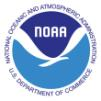 NATIONAL OCEANIC AND ATMOSPHERIC ADMINISTRATION
NOAA
U.S. DEPARTMENT OF COMMERCE